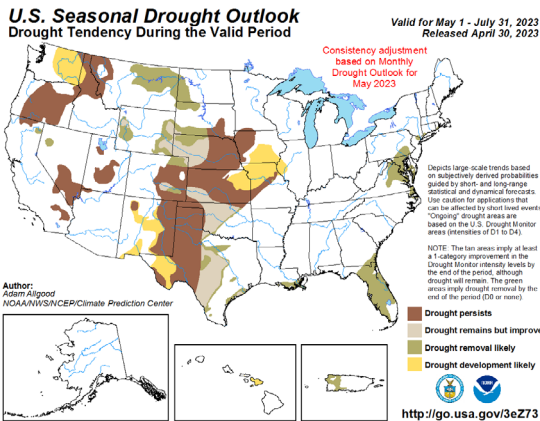 U.S. Seasonal Drought Outlook
Drought Tendency During the Valid Period
Valid for May 1 - July 31, 2023
Released April 30, 2023
Consistency adjustment
based on Monthly
Drought Outlook for
May 2023
Depicts large-scale trends based
on subjectively derived probabilities
guided by short- and long-range
statistical and dynamical forecasts.
Use caution for applications that
can be affected by short lived events.
"Ongoing" drought areas are
based on the U.S. Drought Monitor
areas (intensities of D1 to D4).
NOTE: The tan areas imply at least
a 1-category improvement in the
Drought Monitor intensity levels by
the end of the period, although
drought will remain. The green
areas imply drought removal by the
end of the period (D0 or none).
Author:
Adam Allgood
NOAA/NWS/NCEP/Climate Prediction Center
Drought persists
Drought remains but improve
Drought removal likely
Drought development likely
http://go.usa.gov/3eZ73